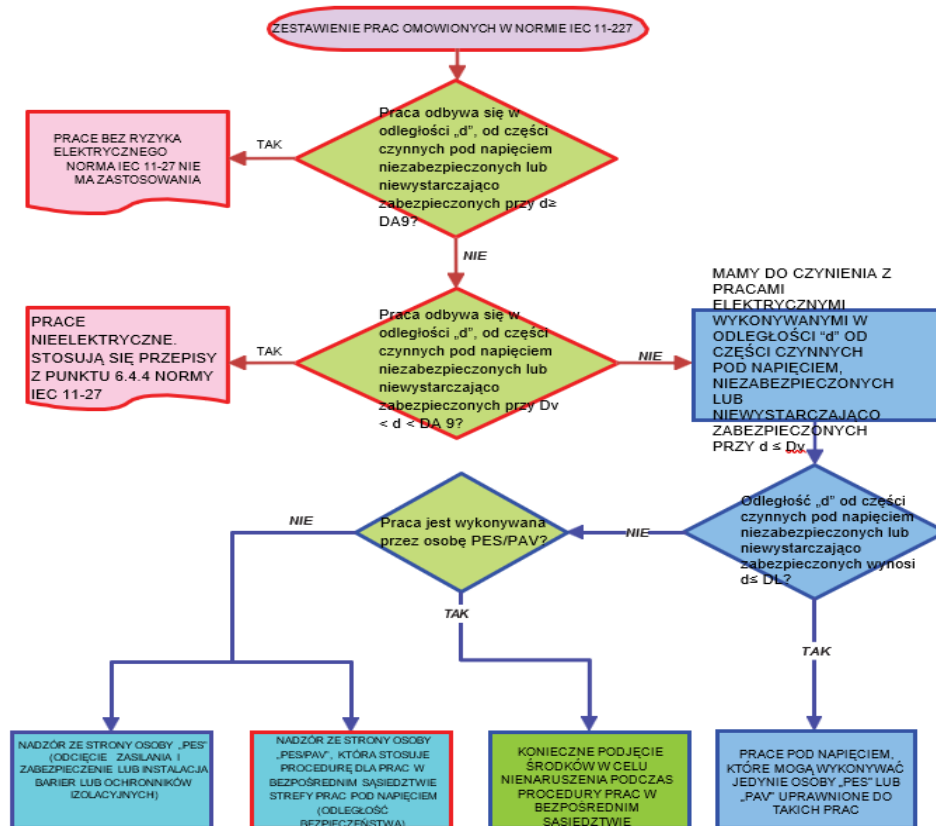 ZESTAWIENIE PRAC OMOWIONYCH W NORMIE IEC 11-227
Praca odbywa się w
odległości „d”, od części
czynnych pod napięciem
niezabezpieczonych lub
niewystarczająco
zabezpieczonych przy d≥
DA9?
TAK
PRACE BEZ RYZYKA
ELEKTRYCZNEGO
NORMA IEC 11-27 NIE
MA ZASTOSOWANIA
NIE
Praca odbywa się w
odległości „d”, od części
czynnych pod napięciem
niezabezpieczonych lub
niewystarczająco
zabezpieczonych przy Dv
< d < DA 9?
TAK
PRACE
NIEELEKTRYCZNE.
STOSUJĄ SIĘ PRZEPISY
Z PUNKTU 6.4.4 NORMY
IEC 11-27
NIE
MAMY DO CZYNIENIA Z
PRACAMI
ELEKTRYCZNYMI
WYKONYWANYMI W
ODLEGŁOŚCI “d” OD
CZĘŚCI CZYNNYCH
POD NAPIĘCIEM,
NIEZABEZPIECZONYCH
LUB
NIEWYSTARCZAJĄCO
ZABEZPIECZONYCH
PRZY d ≤ Dv
Odległość „d” od części
czynnych pod napięciem
niezabezpieczonych lub
niewystarczająco
zabezpieczonych wynosi
d≤ DL?
NIE
Praca jest wykonywana
przez osobę PES/PAV?
NIE
TAK
TAK
NADZÓR ZE STRONY OSOBY „PES”
(ODCIĘCIE ZASILANIA I
ZABEZPIECZENIE LUB INSTALACJA
BARIER LUB OCHRONNIKÓW
IZOLACYJNYCH)
NADZÓR ZE STRONY OSOBY
„PES/PAV”, KTÓRA STOSUJE
PROCEDURĘ DLA PRAC W
BEZPOŚREDNIM SĄSIEDZTWIE
STREFY PRAC POD NAPIĘCIEM
(ODLEGŁOŚĆ
BEZPIECZEŃSTWA)
KONIECZNE PODJĘCIE
ŚRODKÓW W CELU
NIENARUSZENIA PODCZAS
PROCEDURY PRAC W
BEZPOŚREDNIM
SĄSIEDZTWIE
PRACE POD NAPIĘCIEM,
KTÓRE MOGĄ WYKONYWAĆ
JEDYNIE OSOBY „PES” LUB
„PAV” UPRAWNIONE DO
TAKICH PRAC